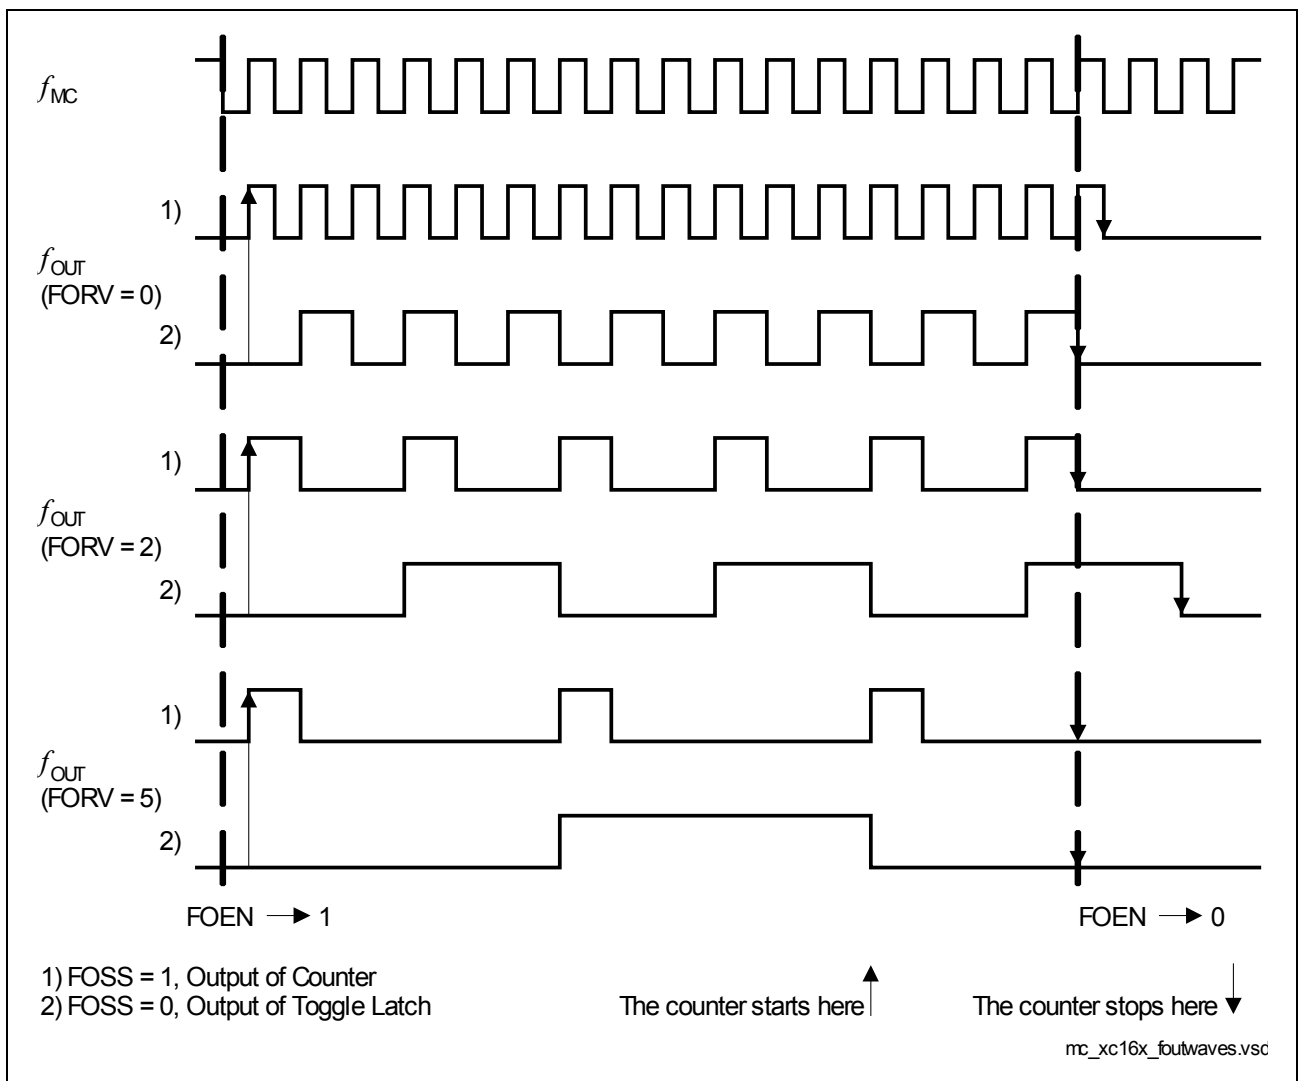 fMC
1)
fOUT
(FORV = 0)
2)
1)
fOUT
(FORV = 2)
2)
1)
fOUT
(FORV = 5)
2)
FOEN → 1
FOEN → 0
1) FOSS = 1, Output of Counter
2) FOSS = 0, Output of Toggle Latch
The counter starts here
The counter stops here
mc_xc16x_foutwaves.vsd